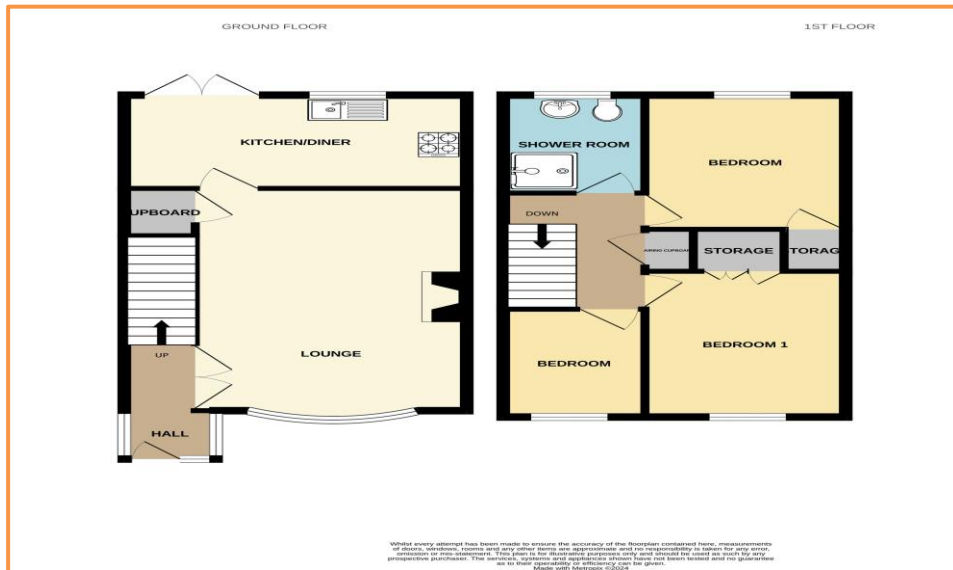 GROUND FLOOR
1ST FLOOR
KITCHEN/DINER
UPBOARD
UP
LOUNGE
HALL
SHOWER ROOM
BEDROOM
DOWN
AIRING CUPBOAR
STORAGE
TORAG
BEDROOM 1
BEDROOM
Whilst every attempt has been made to ensure the accuracy of the floorplan contained here, measurements
of doors, windows, rooms and any other items are approximate and no responsibility is taken for any error,
omission or mis-statement. This plan is for illustrative purposes only and should be used as such by any
prospective purchaser. The services, systems and appliances shown have not been tested and no guarantee
as to their operability or efficiency can be given.
Made with Metropix ©2024